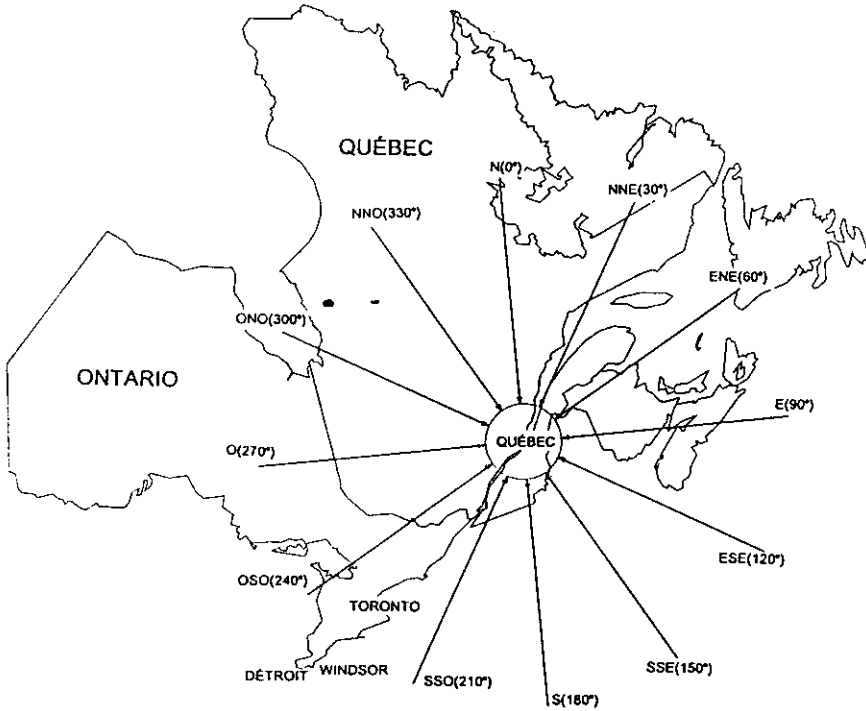 QUÉBEC
N(0°)
NNE(30°)
NNO(330°)
ENE(60°)
ONO(300°)
ONTARIO
E(90°)
QUÉBEC
O(270°)
ESE(120°)
OSO(240°)
TORONTO
SSE(150°)
DÉTROIT WINDSOR
SSO(210°)
S(180°)